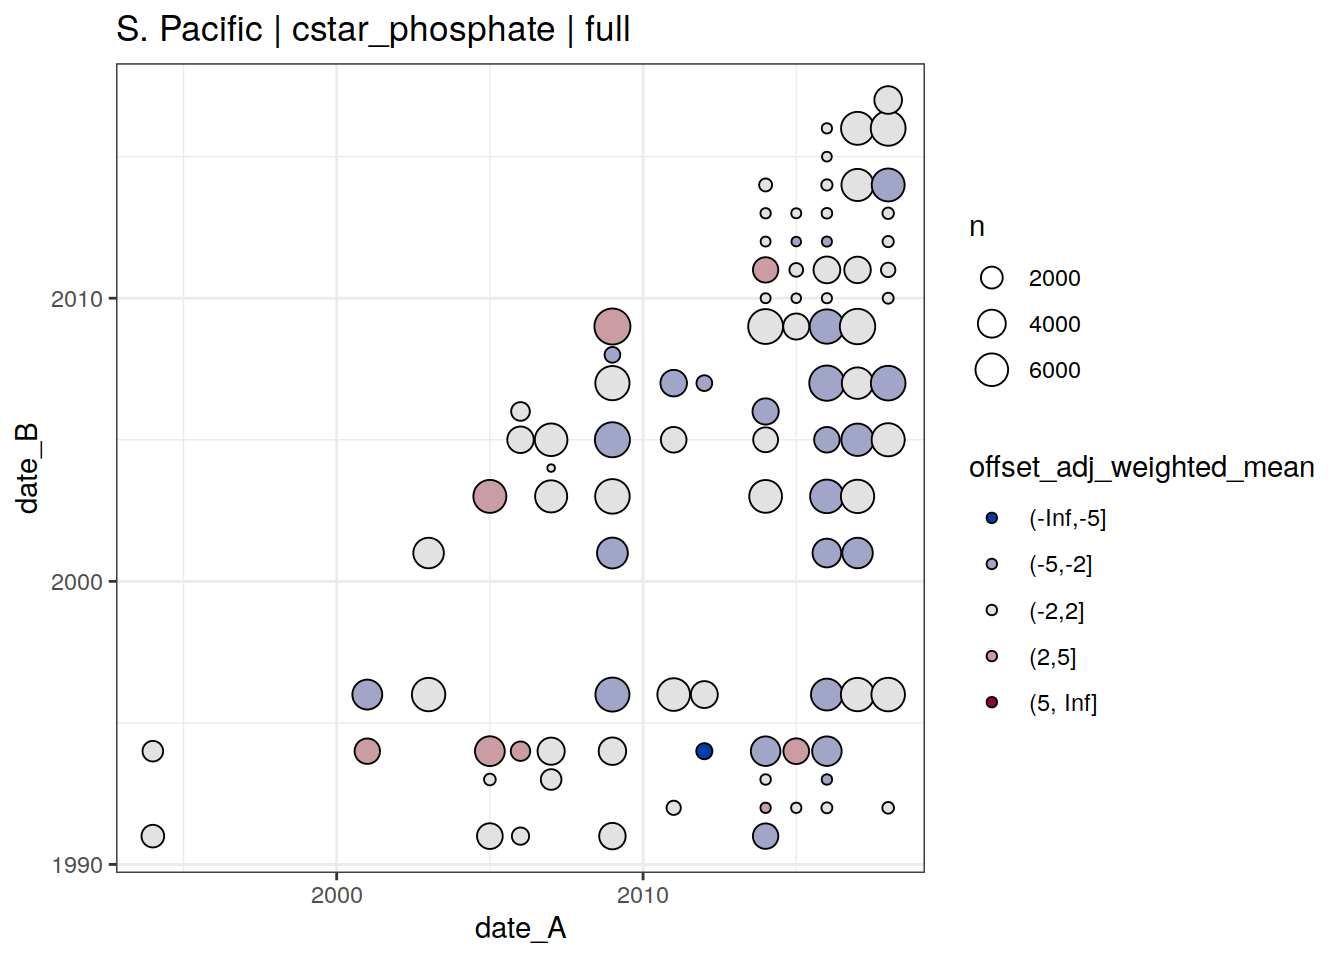 S. Pacific | cstar_phosphate | full
2010
2000
1990
date_B
2000
2010
date_A
n
2000
4000
6000
offset_adj_weighted_mean
(-Inf,-5]
(-5,-2]
(-2,2]
(2,5]
(5, Inf]